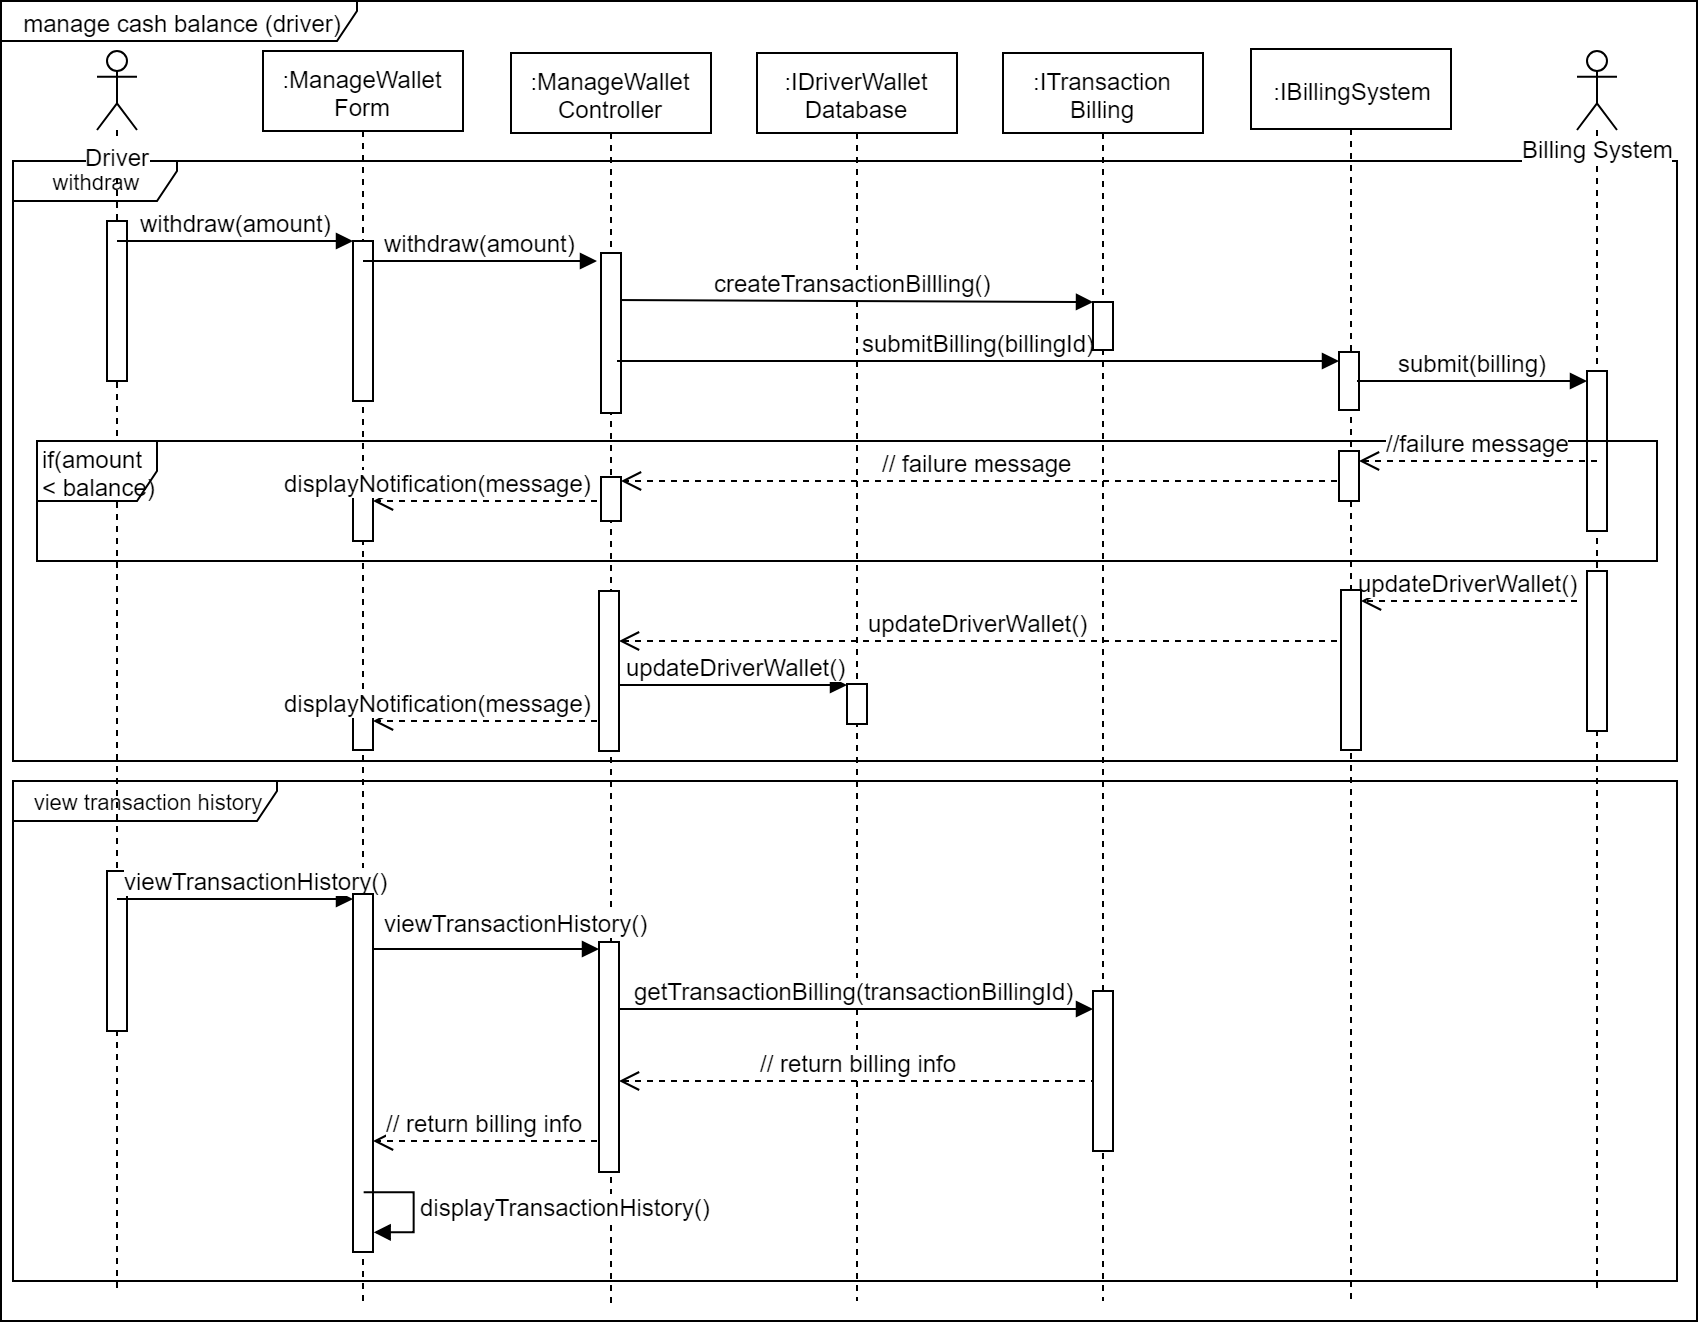 manage cash balance (driver)
:ManageWallet
Form
:ManageWallet
Controller
:IDriverWallet
Database
:ITransaction
Billing
:IBillingSystem
Driver
Billing System
withdraw
withdraw(amount)
withdraw(amount)
createTransactionBillling()
submitBilling(billingId)
submit(billing)
if(amount
< balance)
//failure message
// failure message
displayNotification(message)
updateDriverWallet()
updateDriverWallet()
updateDriverWallet()
displayNotification(message)
view transaction history
viewTransactionHistory()
viewTransactionHistory()
getTransactionBilling(transactionBillingId)
// return billing info
// return billing info
displayTransactionHistory()